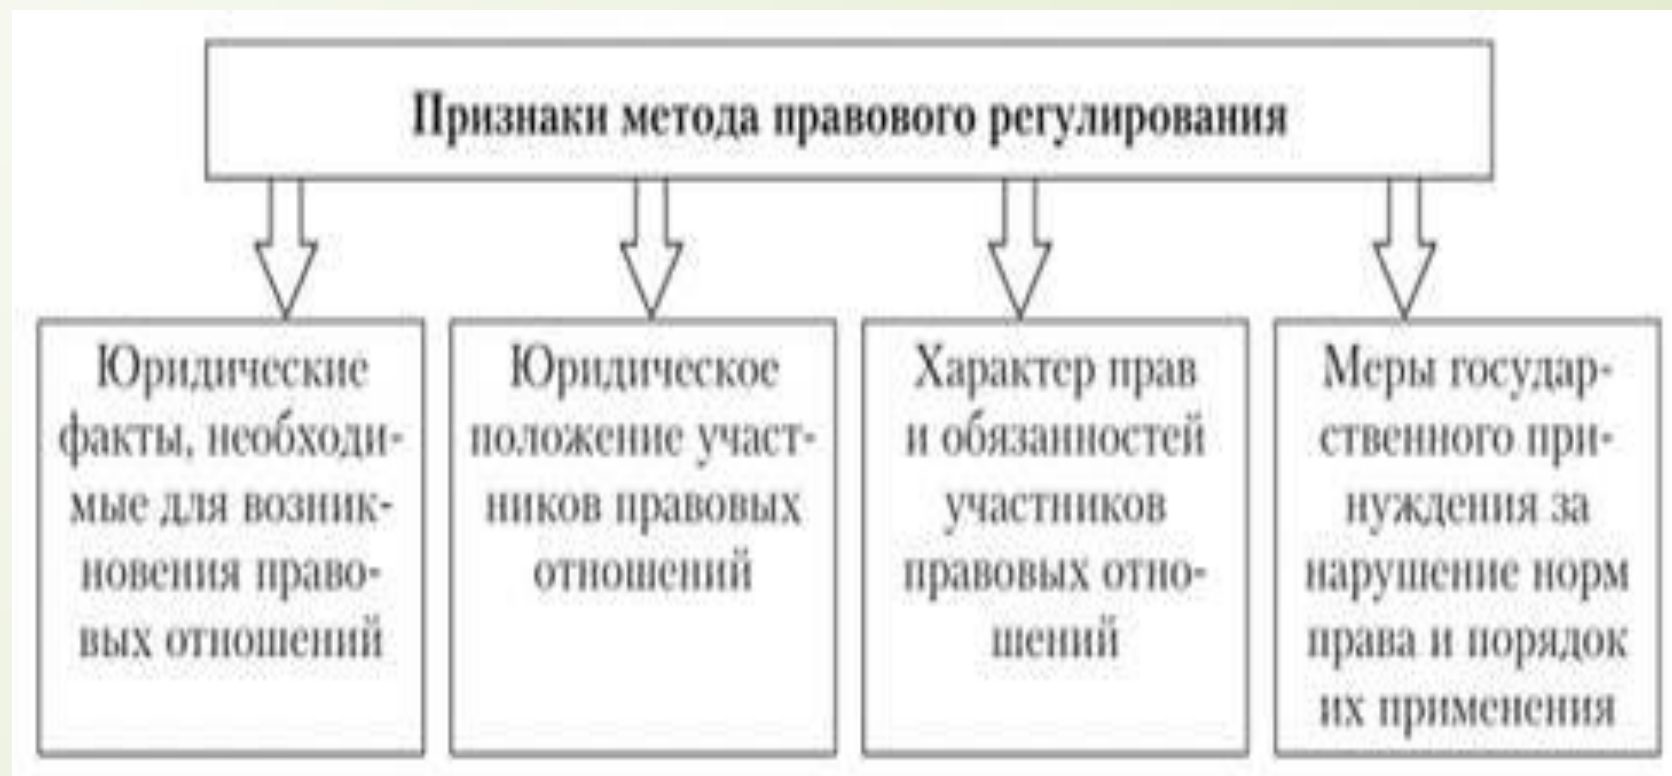 Признаки метода правового регулирования
Юридические
факты, необходи-
мые для возник-
новения право-
вых отношений
Юридическое
положение участ-
ников правовых
отношений
Характер прав
и обязанностей
участников
правовых отно-
шений
Меры государ-
ственного при-
нуждения за
нарушение норм
права и порядок
их применения